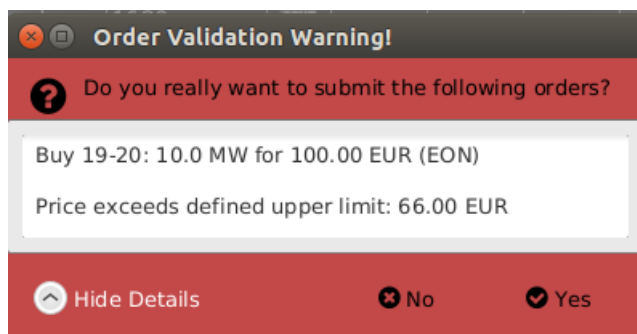 Order Validation Warning!
Do you really want to submit the following orders?
Buy 19-20: 10.0 MW for 100.00 EUR (EON)
Price exceeds defined upper limit: 66.00 EUR
Hide Details
No
Yes